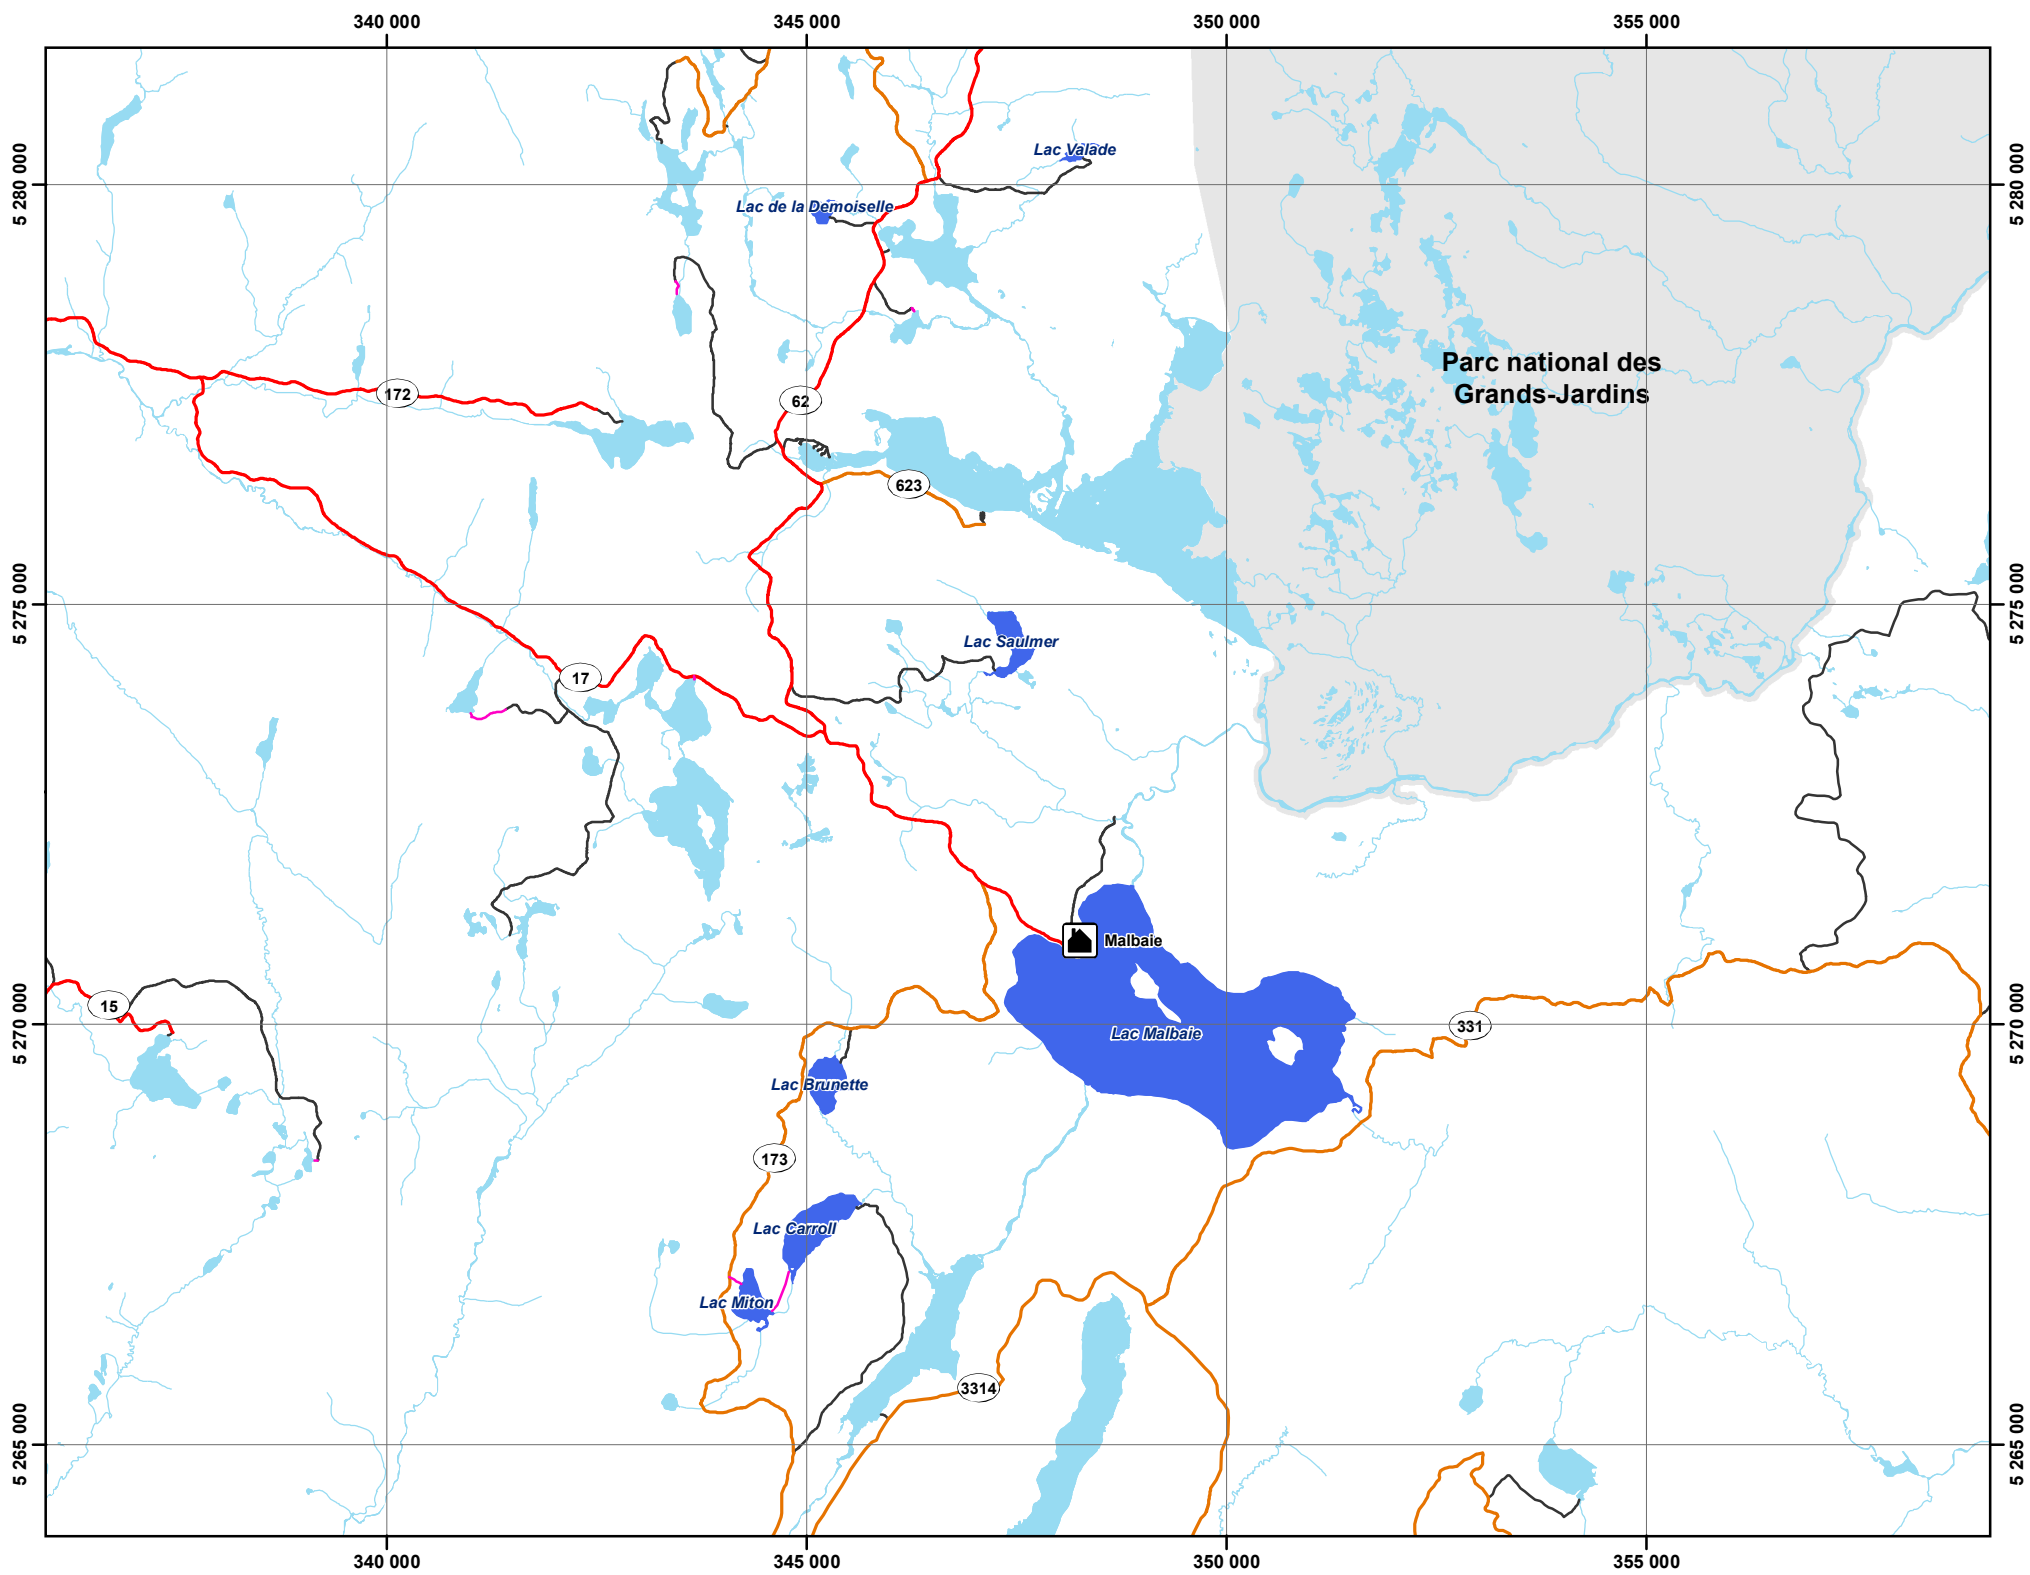 340 000
345 000
350 000
355 000
5 280 000
5 280 000
Lac Valade
Lac de la Demoiselle
Parc national des
Grands-Jardins
172
62
623
5 275 000
5 275 000
Lac Saulmer
17
Malbaie
15
5 270 000
5 270 000
331
Lac Malbaie
Lac Brunette
173
Lac Carroll
Lac Miton
3314
5 265 000
5 265 000
340 000
345 000
350 000
355 000